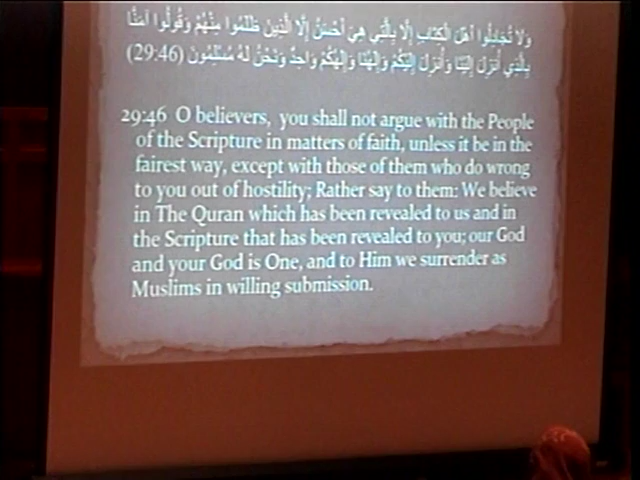 ولا تُجَادِلُوا أَهْلَ الْكِتَابِ إِلَّا بِالَّتِي هِيَ أَحْسَنُ إِلَّا الَّذِينَ ظَلَمُوا مِنْهُمْ وَقُولُوا آمَنَّا
بِالَّذِي أُنْزِلَ إِلَيْنَا وَأُنْزِلَ إِلَيْكُمْ وَإِلَٰهُنَا وَإِلَٰهُكُمْ وَاحِدٌ وَنَحْنُ لَهُ مُسْلِمُونَ (29:46)
29:46 O believers, you shall not argue with the People
of the Scripture in matters of faith, unless it be in the
fairest way, except with those of them who do wrong
to you out of hostility; Rather say to them: We believe
in The Quran which has been revealed to us and in
the Scripture that has been revealed to you; our God
and your God is One, and to Him we surrender as
Muslims in willing submission.